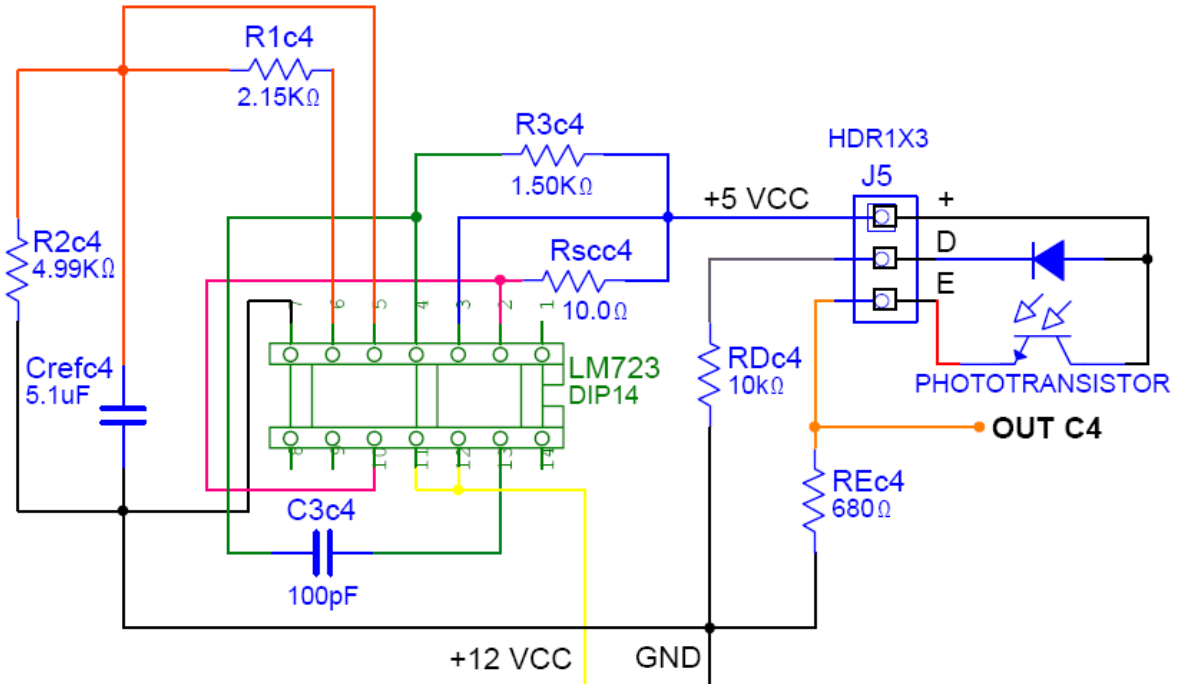 R1c4
2.15KΩ
R3c4
1.50KΩ
HDR1X3
J5
+5 VCC
+
D
E
R2c4
4.99KΩ
Rscc4
10.0Ω
7
6
5
4
3
2
1
LM723
DIP14
Crefc4
5.1uF
RDc4
10kΩ
PHOTOTRANSISTOR
OUT C4
8
9
10
11
12
13
14
C3c4
100pF
REc4
680Ω
+12 VCC
GND